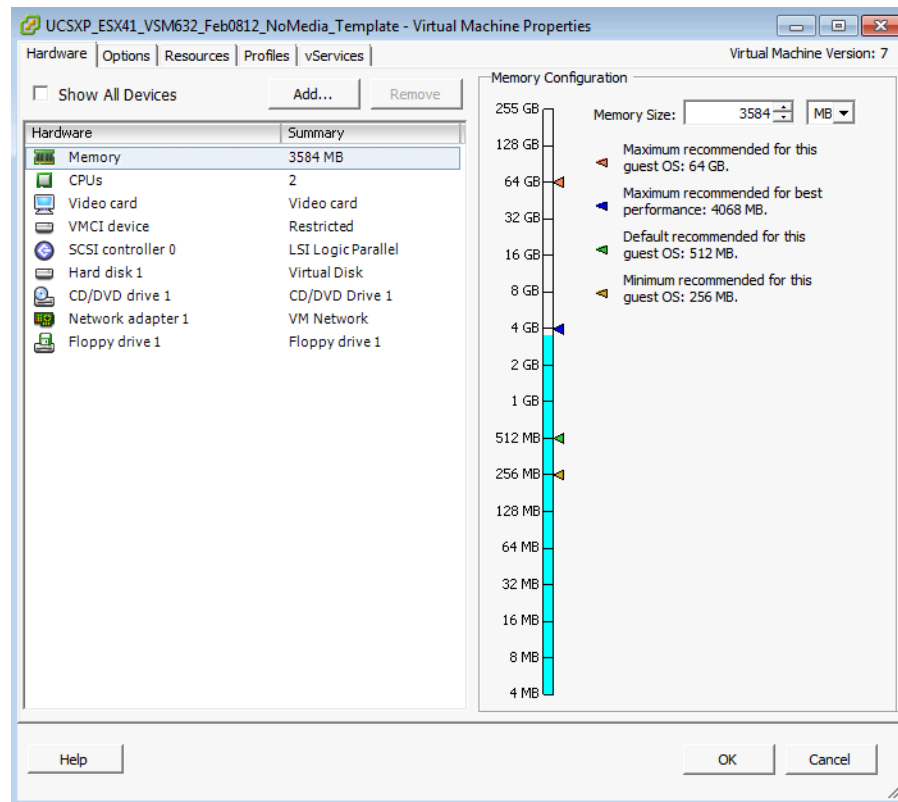 UCSXP_ESX41_VSM632_Feb0812_NoMedia_Template - Virtual Machine Properties
Hardware Options Resources Profiles vServices
Virtual Machine Version: 7
Show All Devices
Add...
Remove
Hardware Summary
Memory 3584 MB
CPUs 2
Video card Video card
VMCI device Restricted
SCSI controller 0 LSI Logic Parallel
Hard disk 1 Virtual Disk
CD/DVD drive 1 CD/DVD Drive 1
Network adapter 1 VM Network
Floppy drive 1 Floppy drive 1
Memory Configuration
255 GB
128 GB
64 GB
32 GB
16 GB
8 GB
4 GB
2 GB
1 GB
512 MB
256 MB
128 MB
64 MB
32 MB
16 MB
8 MB
4 MB
Memory Size: 3584 MB
Maximum recommended for this
guest OS: 64 GB.
Maximum recommended for best
performance: 4068 MB.
Default recommended for this
guest OS: 512 MB.
Minimum recommended for this
guest OS: 256 MB.
Help
OK
Cancel